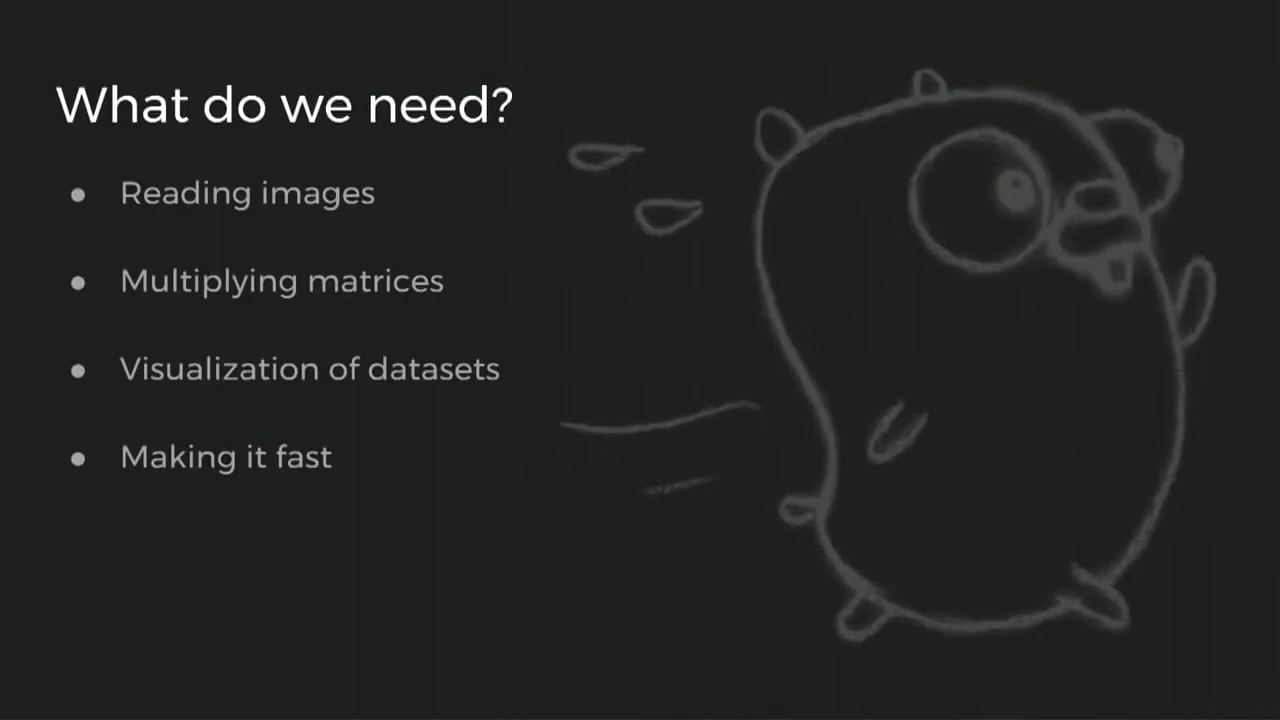 What do we need?
● Reading images
● Multiplying matrices
● Visualization of datasets
● Making it fast